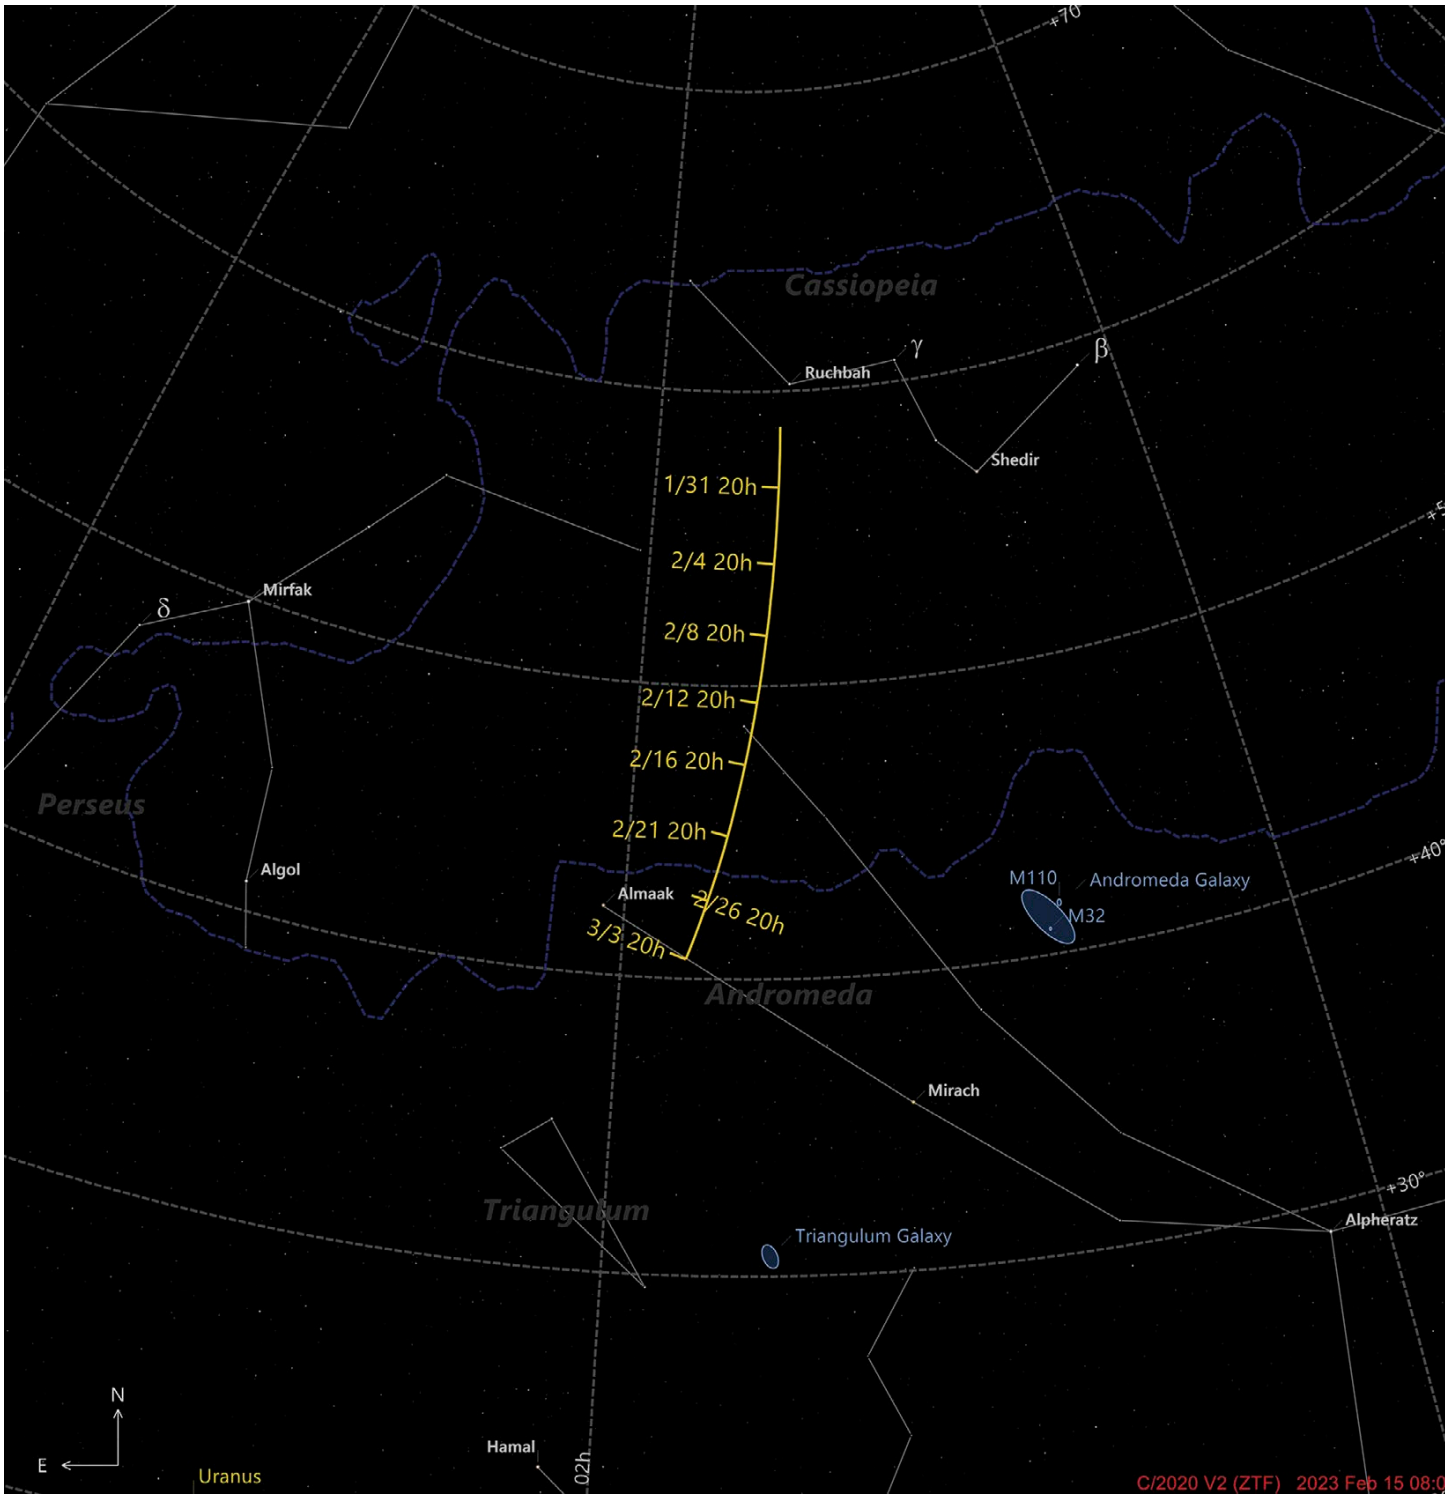 +70
Cassiopeia
γ
β
Ruchbah
Shedir
1/31 20h
+5
2/4 20h
Mirfak
δ
2/8 20h
2/12 20h
2/16 20h
Perseus
2/21 20h
+40°
Algol
M110
Andromeda Galaxy
Almaak
2/26 20h
M32
3/3 20h
Andromeda
Mirach
+30°
Triangulum
Alpheratz
Triangulum Galaxy
N
Hamal
02h
E
Uranus
C/2020 V2 (ZTF) 2023 Feb 15 08:0